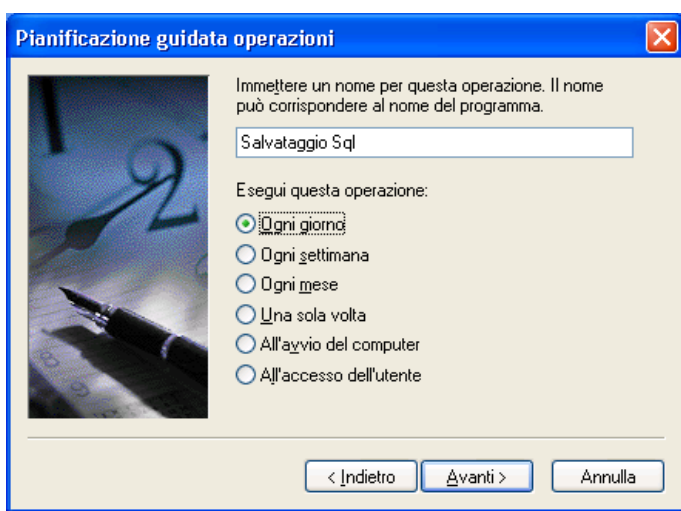 Pianificazione guidata operazioni
Immettere un nome per questa operazione. Il nome
può corrispondere al nome del programma.
Salvataggio Sql
Esegui questa operazione:
Ogni giorno
Ogni settimana
Ogni mese
Una sola volta
All'avvio del computer
All'accesso dell'utente
< Indietro
Avanti >
Annulla